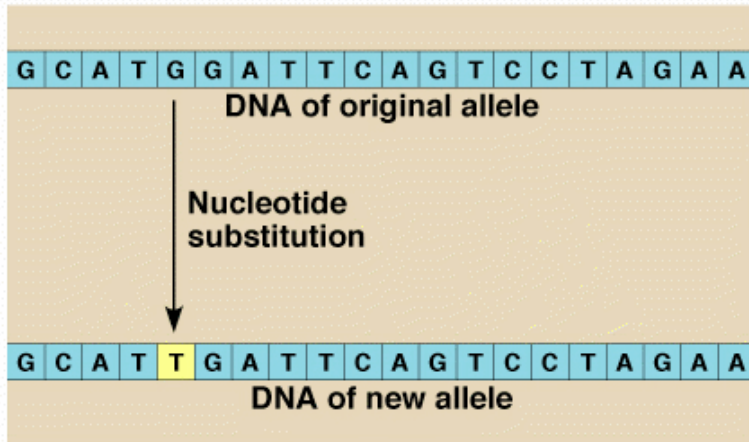 G C A T G G A T T C A G T C C T A G A A
DNA of original allele
Nucleotide
substitution
G C A T T G A T T C A G T C C T A G A A
DNA of new allele